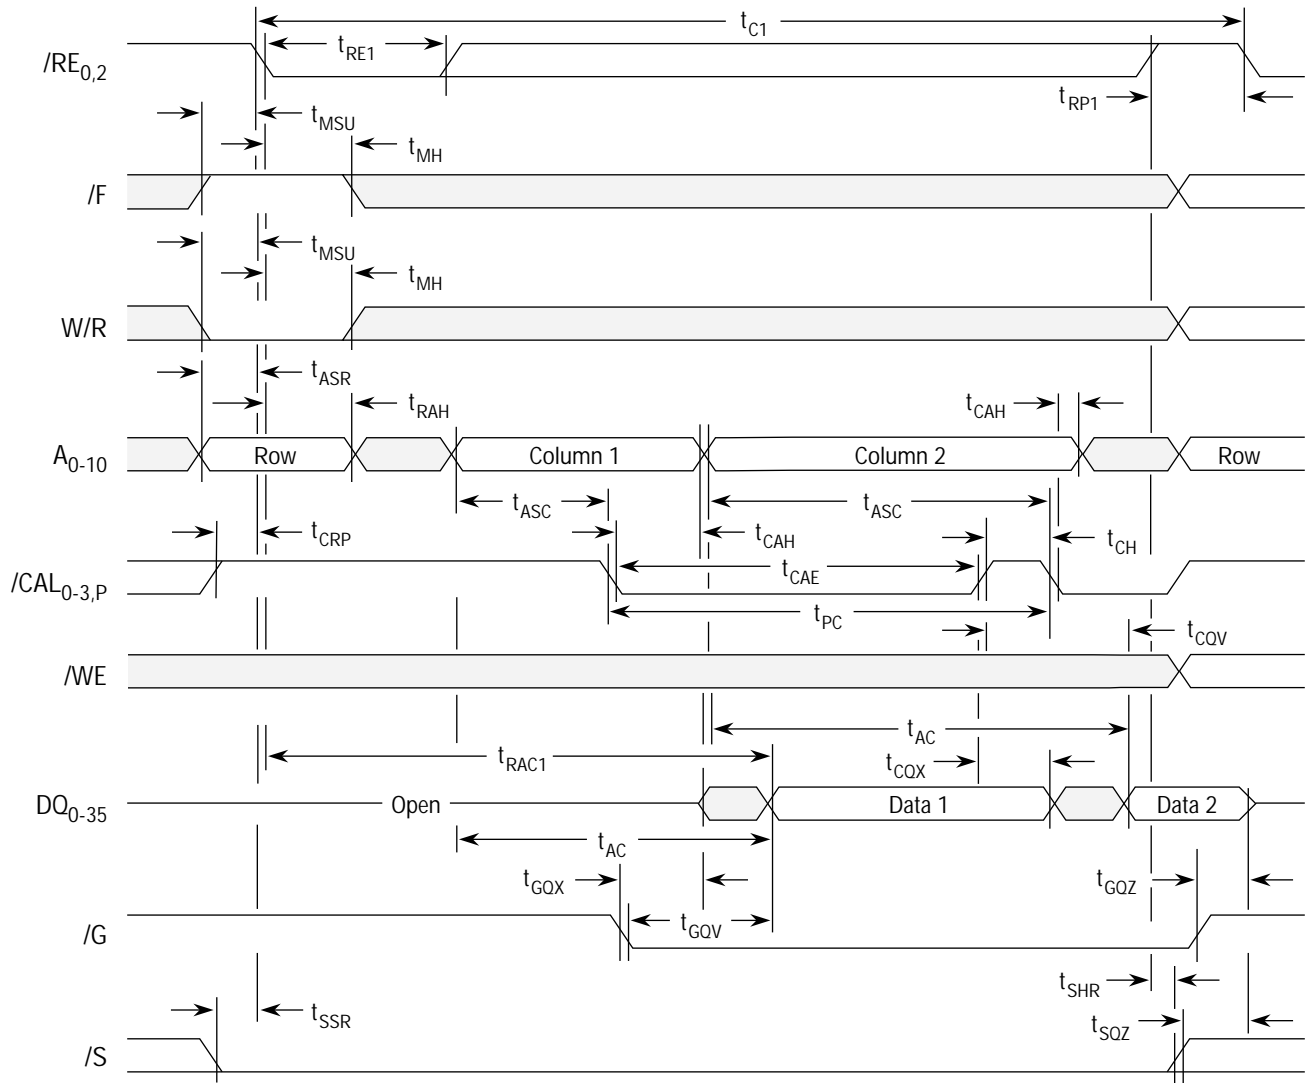 t_C1
/RE_0,2
t_RE1
t_RP1
t_MSU
t_MH
/F
t_MSU
t_MH
W/R
t_ASR
t_RAH
t_CAH
A_0-10
Row
Column 1
Column 2
Row
t_ASC
t_ASC
t_CRP
t_CAH
t_CH
/CAL_0-3,P
t_CAE
t_PC
t_CQV
/WE
t_AC
t_RAC1
t_CQX
DQ_0-35
Open
Data 1
Data 2
t_AC
t_GQX
t_GQZ
/G
t_GQV
t_SHR
t_SSR
t_SQZ
/S